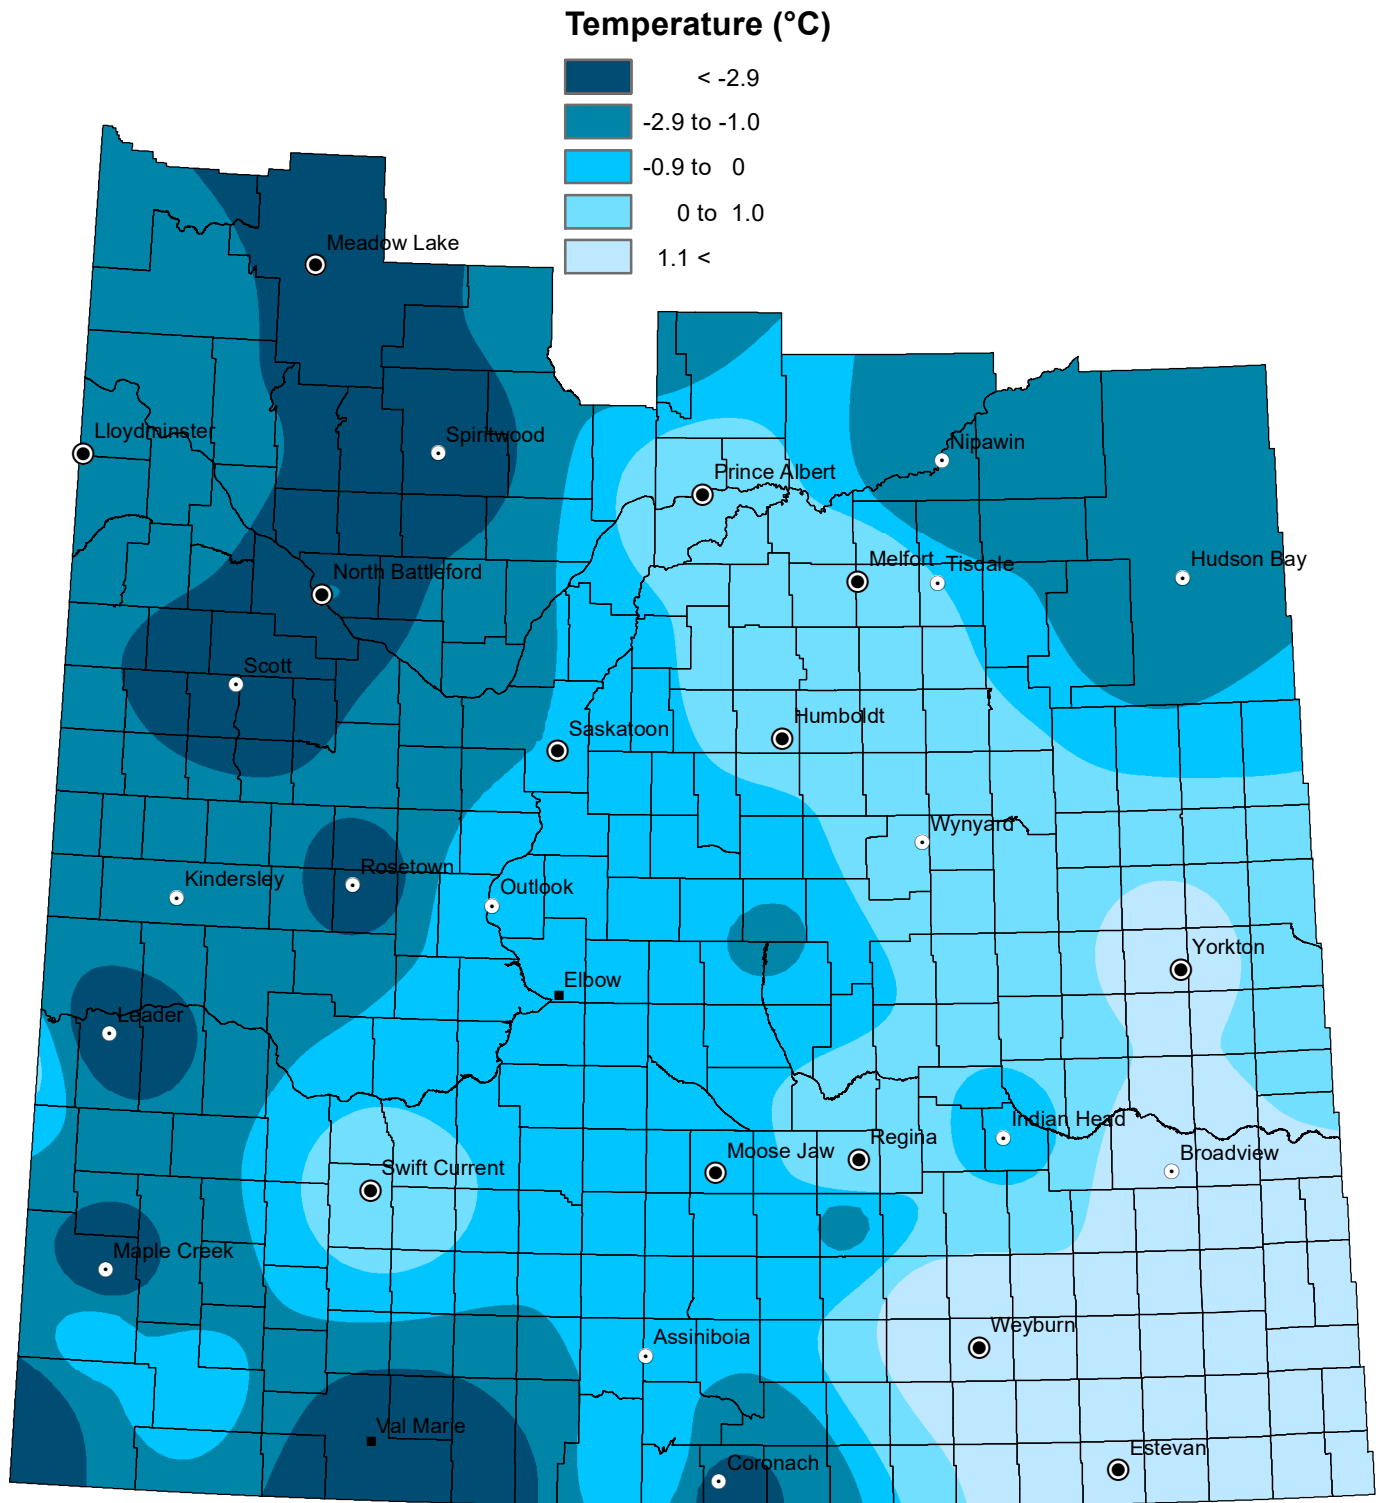 Temperature (°C)
< -2.9
-2.9 to -1.0
-0.9 to 0
0 to 1.0
1.1 <
Meadow Lake
Lloydminster
Spiritwood
Nipawin
Prince Albert
North Battleford
Melfort
Tisdale
Hudson Bay
Scott
Saskatoon
Humboldt
Wynyard
Kindersley
Rosetown
Outlook
Yorkton
Elbow
Leader
Indian Head
Regina
Moose Jaw
Broadview
Swift Current
Maple Creek
Assiniboia
Weyburn
Val Marie
Estevan
Coronach